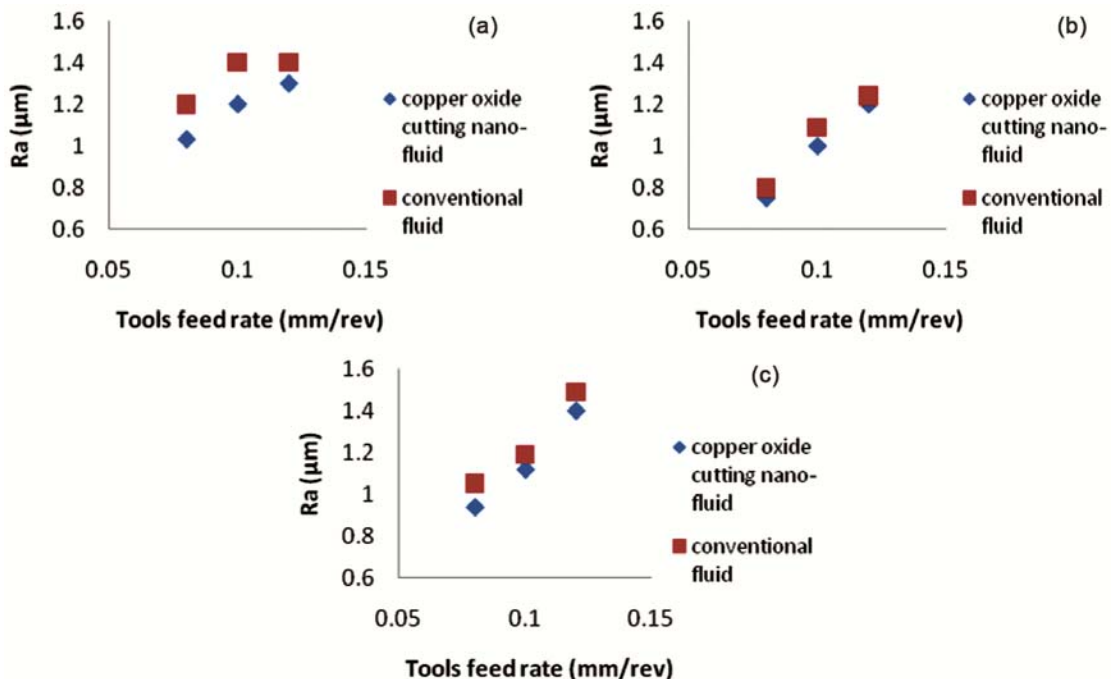 (a)
1.6
1.4
1.2
1
0.8
0.6
Ra (µm)
0.05 0.1 0.15
Tools feed rate (mm/rev)
copper oxide
cutting nano-
fluid
conventional
fluid
(b)
1.6
1.4
1.2
1
0.8
0.6
Ra (µm)
0.05 0.1 0.15
Tools feed rate (mm/rev)
copper oxide
cutting nano-
fluid
conventional
fluid
(c)
1.6
1.4
1.2
1
0.8
0.6
Ra (µm)
0.05 0.1 0.15
Tools feed rate (mm/rev)
copper oxide
cutting nano-
fluid
conventional
fluid